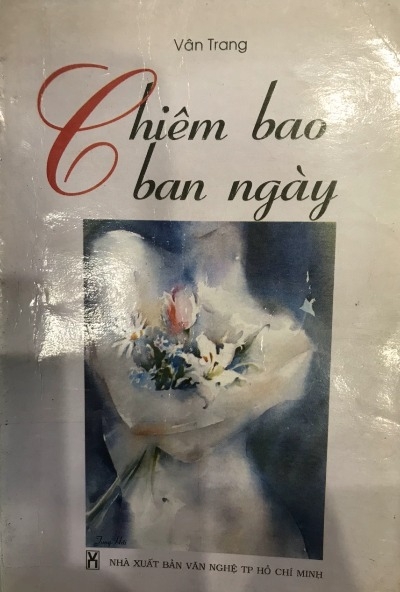 Vân Trang
Chiêm bao
ban ngày
NHÀ XUẤT BẢN VĂN NGHỆ TP HỒ CHÍ MINH